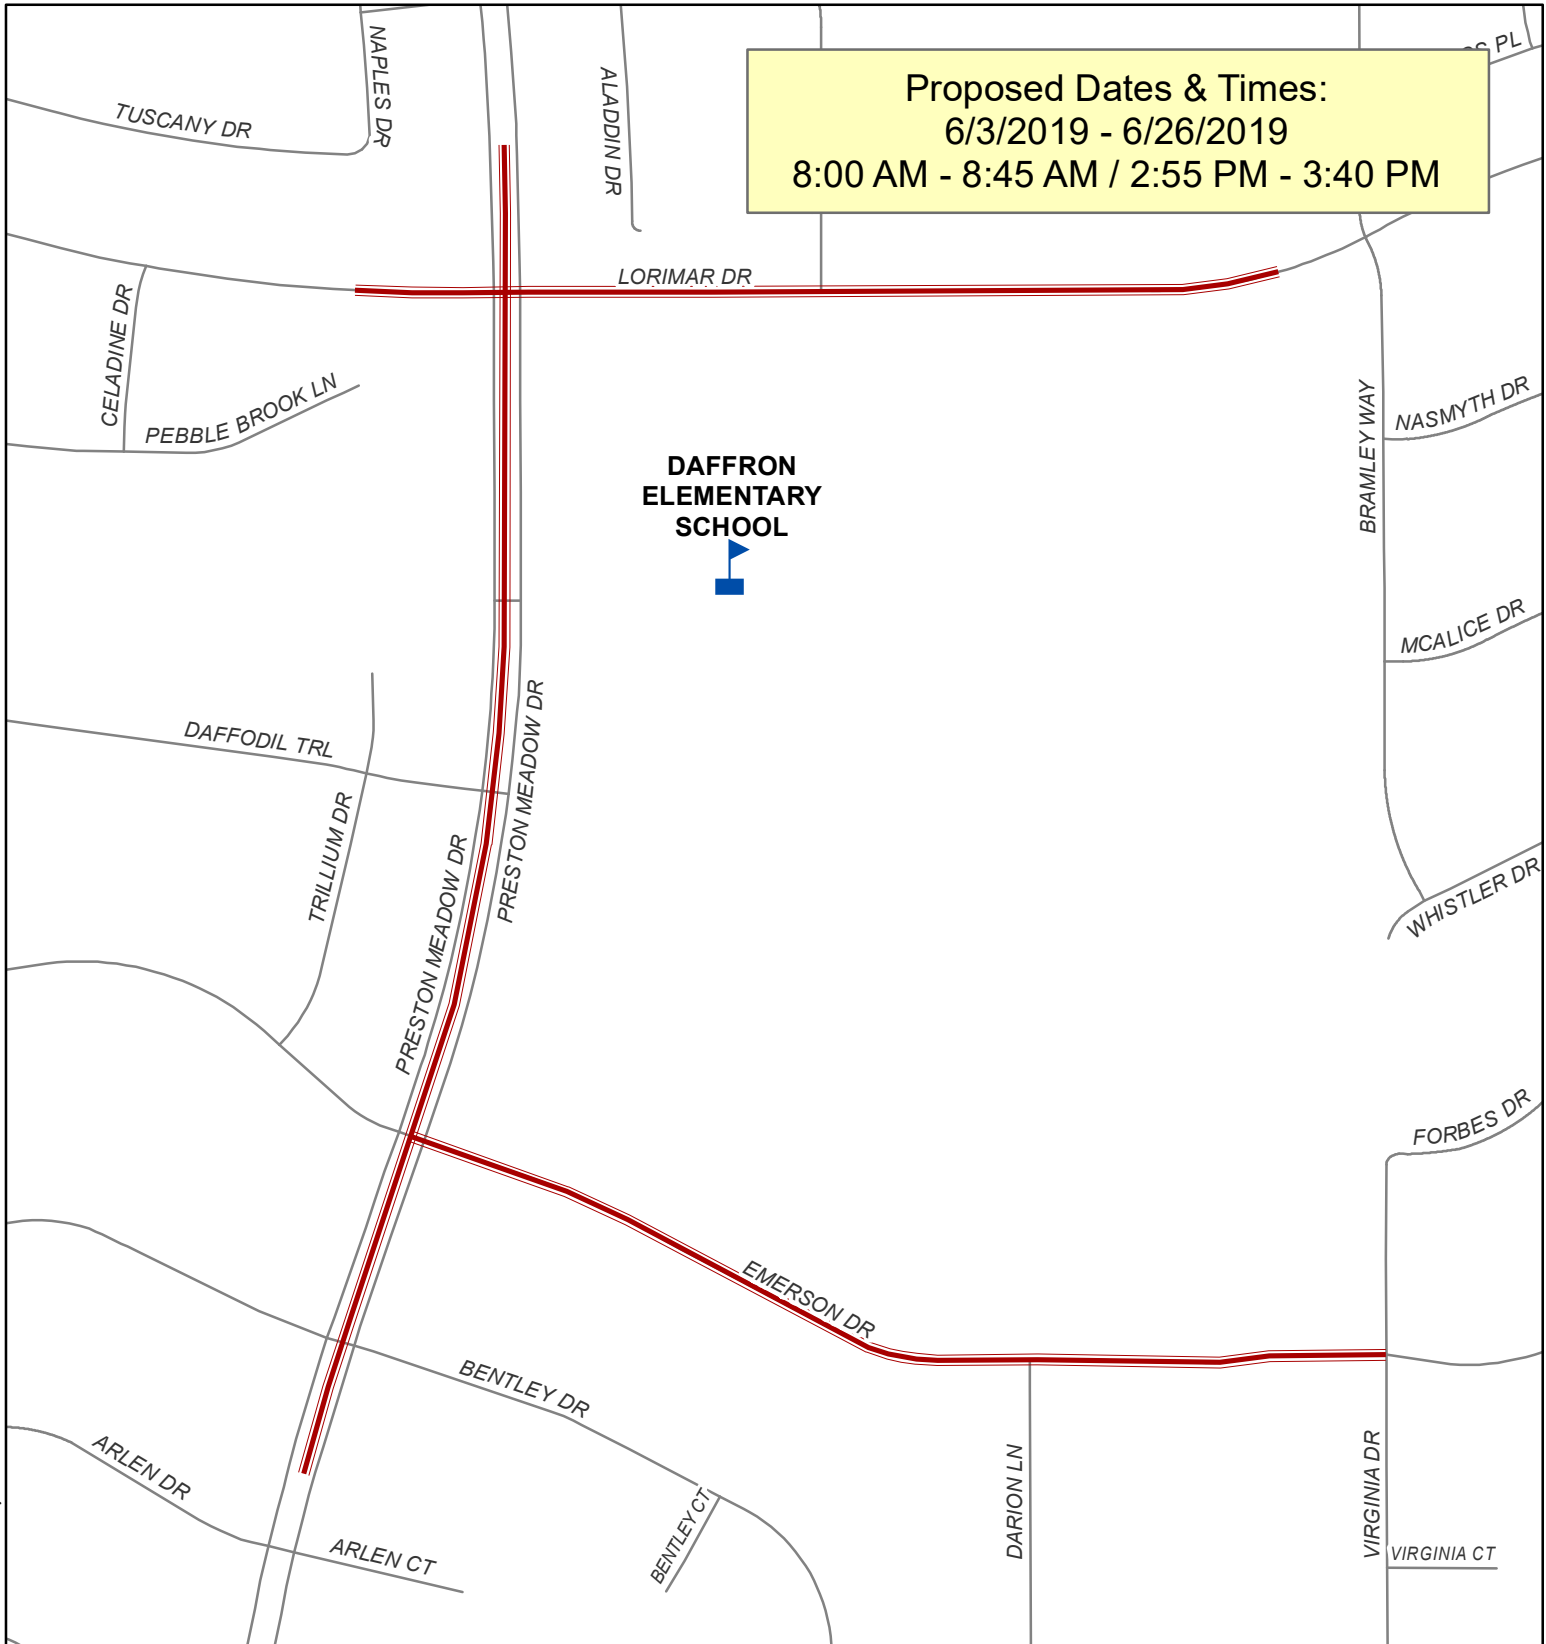 NAPLES DR
TUSCANY DR
ALADDIN DR
PL
Proposed Dates & Times:
6/3/2019 - 6/26/2019
8:00 AM - 8:45 AM / 2:55 PM - 3:40 PM
LORIMAR DR
CELADINE DR
PEBBLE BROOK LN
BRAMLEY WAY
NASMYTH DR
DAFFRON
ELEMENTARY
SCHOOL
MCALICE DR
DAFFODIL TRL
PRESTON MEADOW DR
TRILLIUM DR
PRESTON MEADOW DR
WHISTLER DR
FORBES DR
EMERSON DR
BENTLEY DR
ARLEN DR
DARION LN
VIRGINIA DR
BENTLEY CT
ARLEN CT
VIRGINIA CT